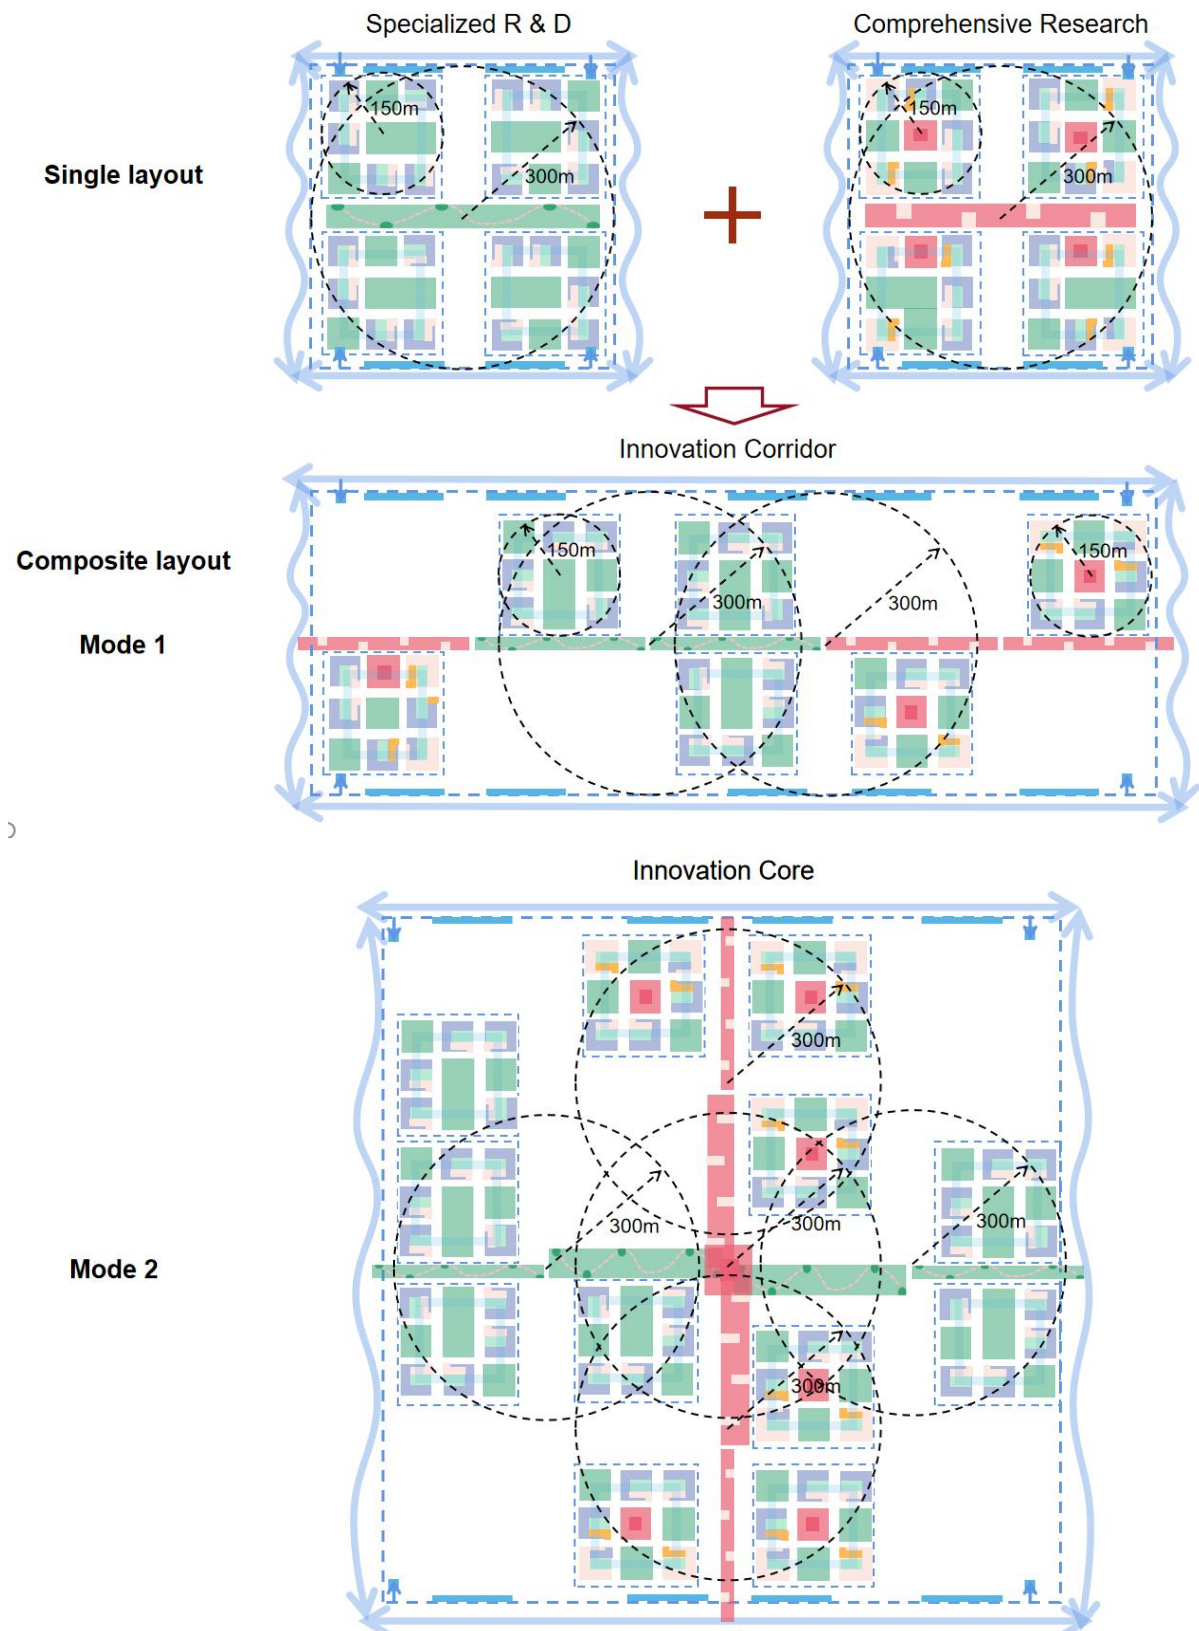 Specialized R & D
Comprehensive Research
150m
300m
150m
300m
Single layout
Innovation Corridor
Composite layout
150m
300m
300m
150m
Mode 1
Innovation Core
300m
300m
300m
300m
Mode 2
300m